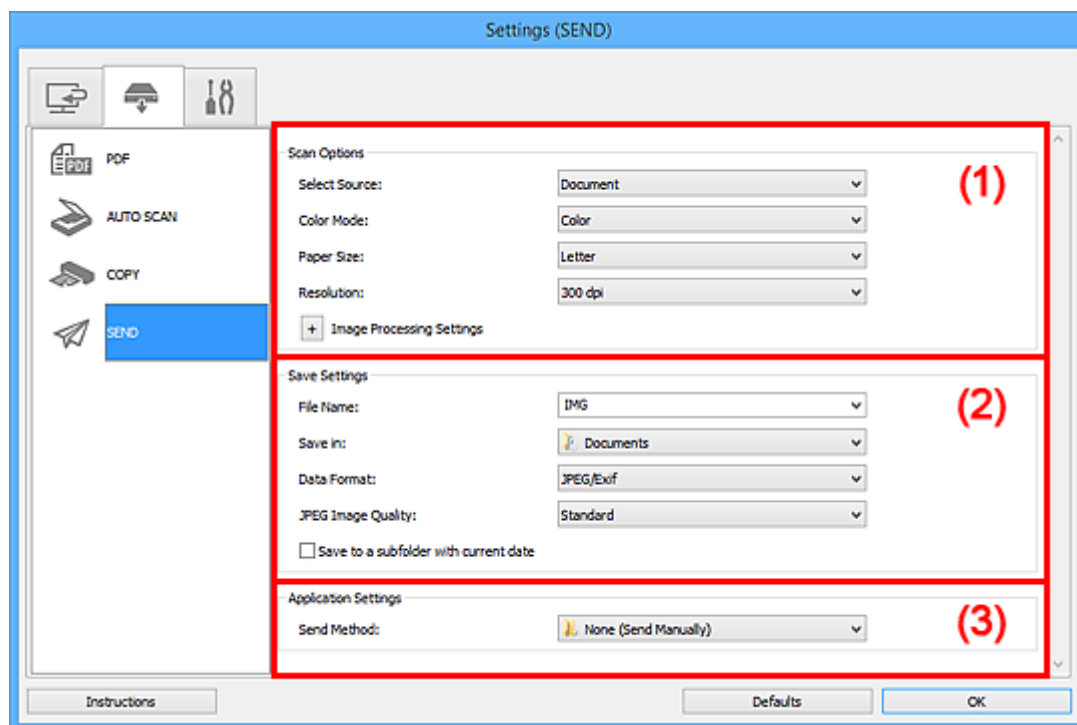 Settings (SEND)
PDF
PDF
AUTO SCAN
COPY
SEND
Scan Options
(1)
Select Source: Document
Color Mode: Color
Paper Size: Letter
Resolution: 300 dpi
+ Image Processing Settings
Save Settings
(2)
File Name: IMG
Save in: Documents
Data Format: JPEG/Exif
JPEG Image Quality: Standard
Save to a subfolder with current date
Application Settings
(3)
Send Method: None (Send Manually)
Instructions Defaults OK